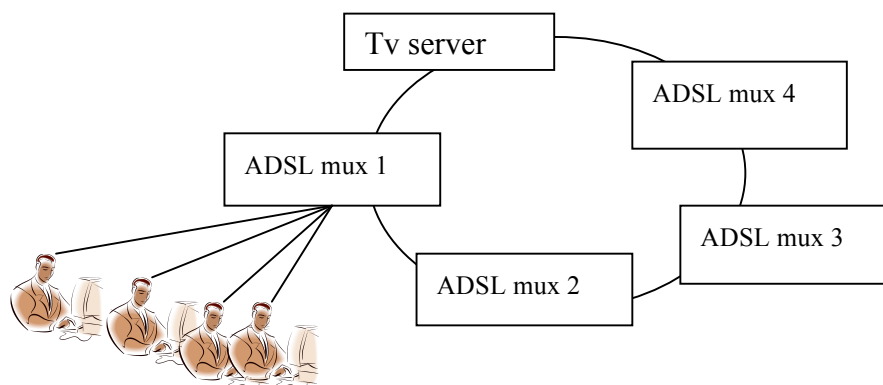 Tv server
ADSL mux 4
ADSL mux 1
ADSL mux 3
ADSL mux 2